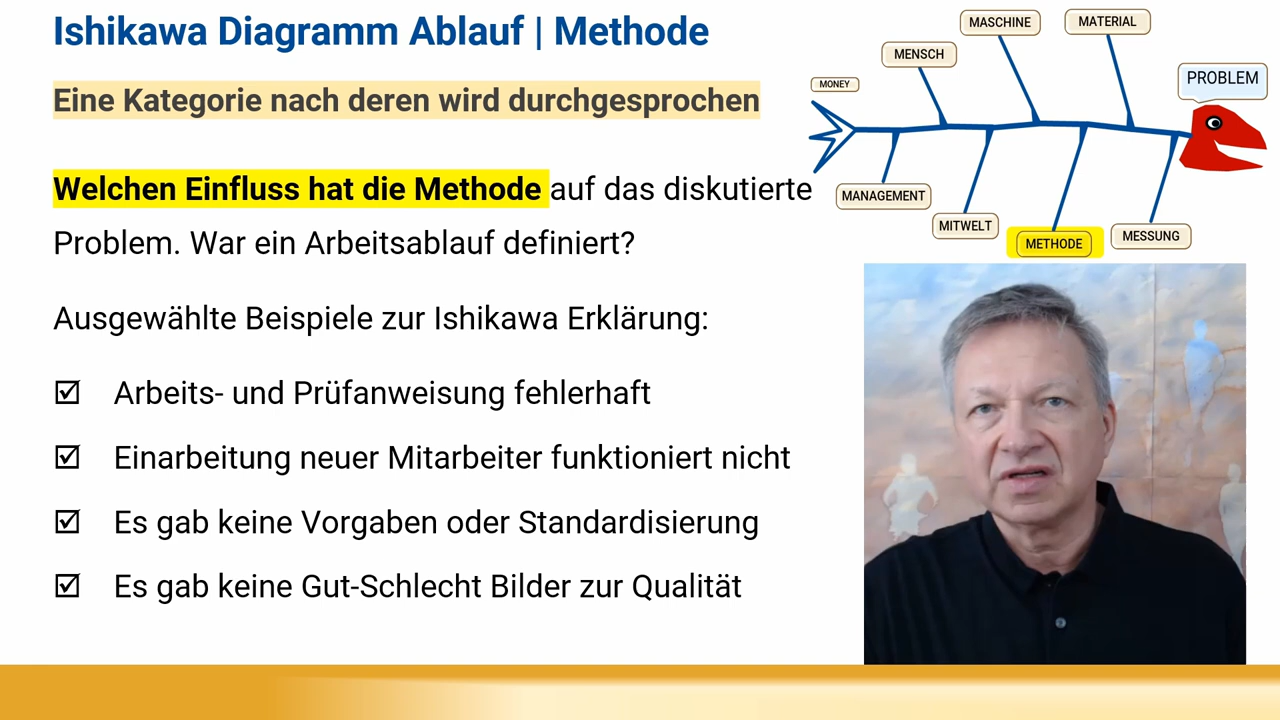 Ishikawa Diagramm Ablauf | Methode
Eine Kategorie nach deren wird durchgesprochen
Welchen Einfluss hat die Methode auf das diskutierte
Problem. War ein Arbeitsablauf definiert?
Ausgewählte Beispiele zur Ishikawa Erklärung:
☑ Arbeits- und Prüfanweisung fehlerhaft
☑ Einarbeitung neuer Mitarbeiter funktioniert nicht
☑ Es gab keine Vorgaben oder Standardisierung
☑ Es gab keine Gut-Schlecht Bilder zur Qualität
MONEY
MENSCH
MASCHINE
MATERIAL
PROBLEM
MANAGEMENT
MITWELT
METHODE
MESSUNG